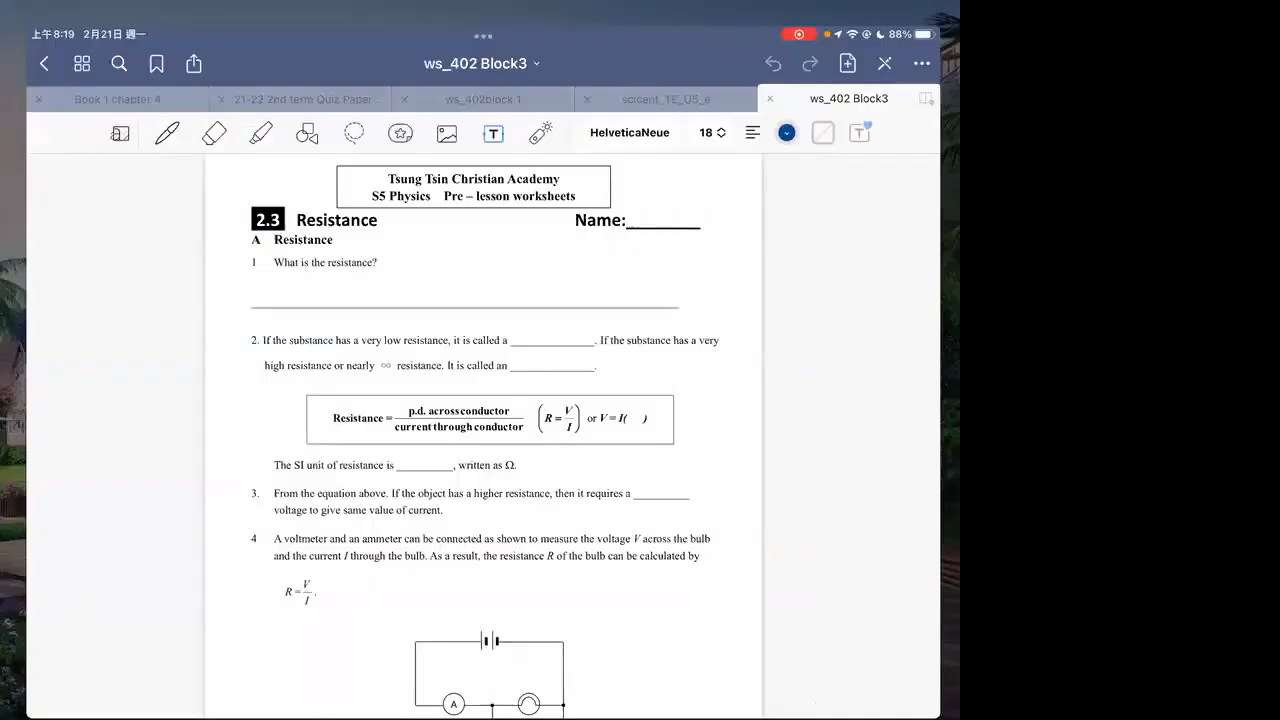 上午8:19 2月21日 週一
88%
ws_402 Block3
Book 1 chapter 4
21-22 2nd term Quiz Paper
ws_402block 1
scicent_TE_U5_e
ws_402 Block3
HelveticaNeue 18
Tsung Tsin Christian Academy
S5 Physics Pre – lesson worksheets
2.3 Resistance Name:_________
A Resistance
1 What is the resistance?
2. If the substance has a very low resistance, it is called a _______________. If the substance has a very
high resistance or nearly ∞ resistance. It is called an _______________.
Resistance = p.d. across conductor / current through conductor (R = V/I) or V = I( )
The SI unit of resistance is __________, written as Ω.
3. From the equation above. If the object has a higher resistance, then it requires a __________
voltage to give same value of current.
4 A voltmeter and an ammeter can be connected as shown to measure the voltage V across the bulb
and the current I through the bulb. As a result, the resistance R of the bulb can be calculated by
R = V/I .
A